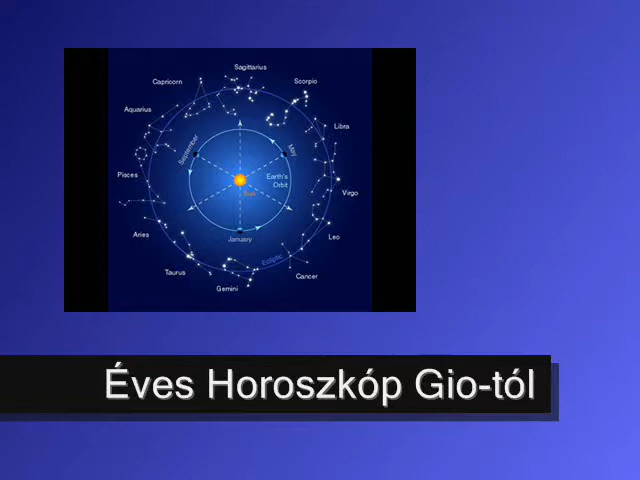 Sagittarius
Capricorn
Scorpio
Aquarius
Libra
September
May
Pisces
Earth's
Orbit
Sun
Virgo
Aries
January
Leo
Ecliptic
Taurus
Cancer
Gemini
Éves Horoszkóp Gio-tól